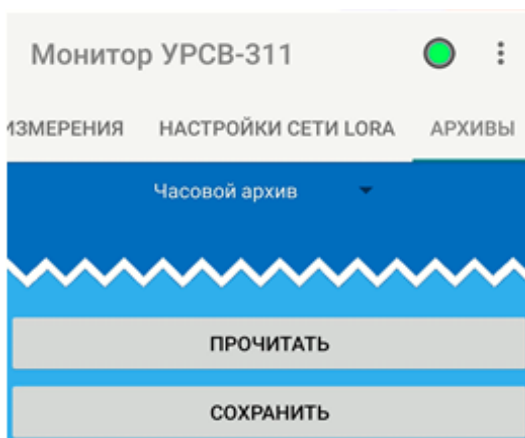 Монитор УРСВ-311
ИЗМЕРЕНИЯ НАСТРОЙКИ СЕТИ LORA АРХИВЫ
Часовой архив
ПРОЧИТАТЬ
СОХРАНИТЬ